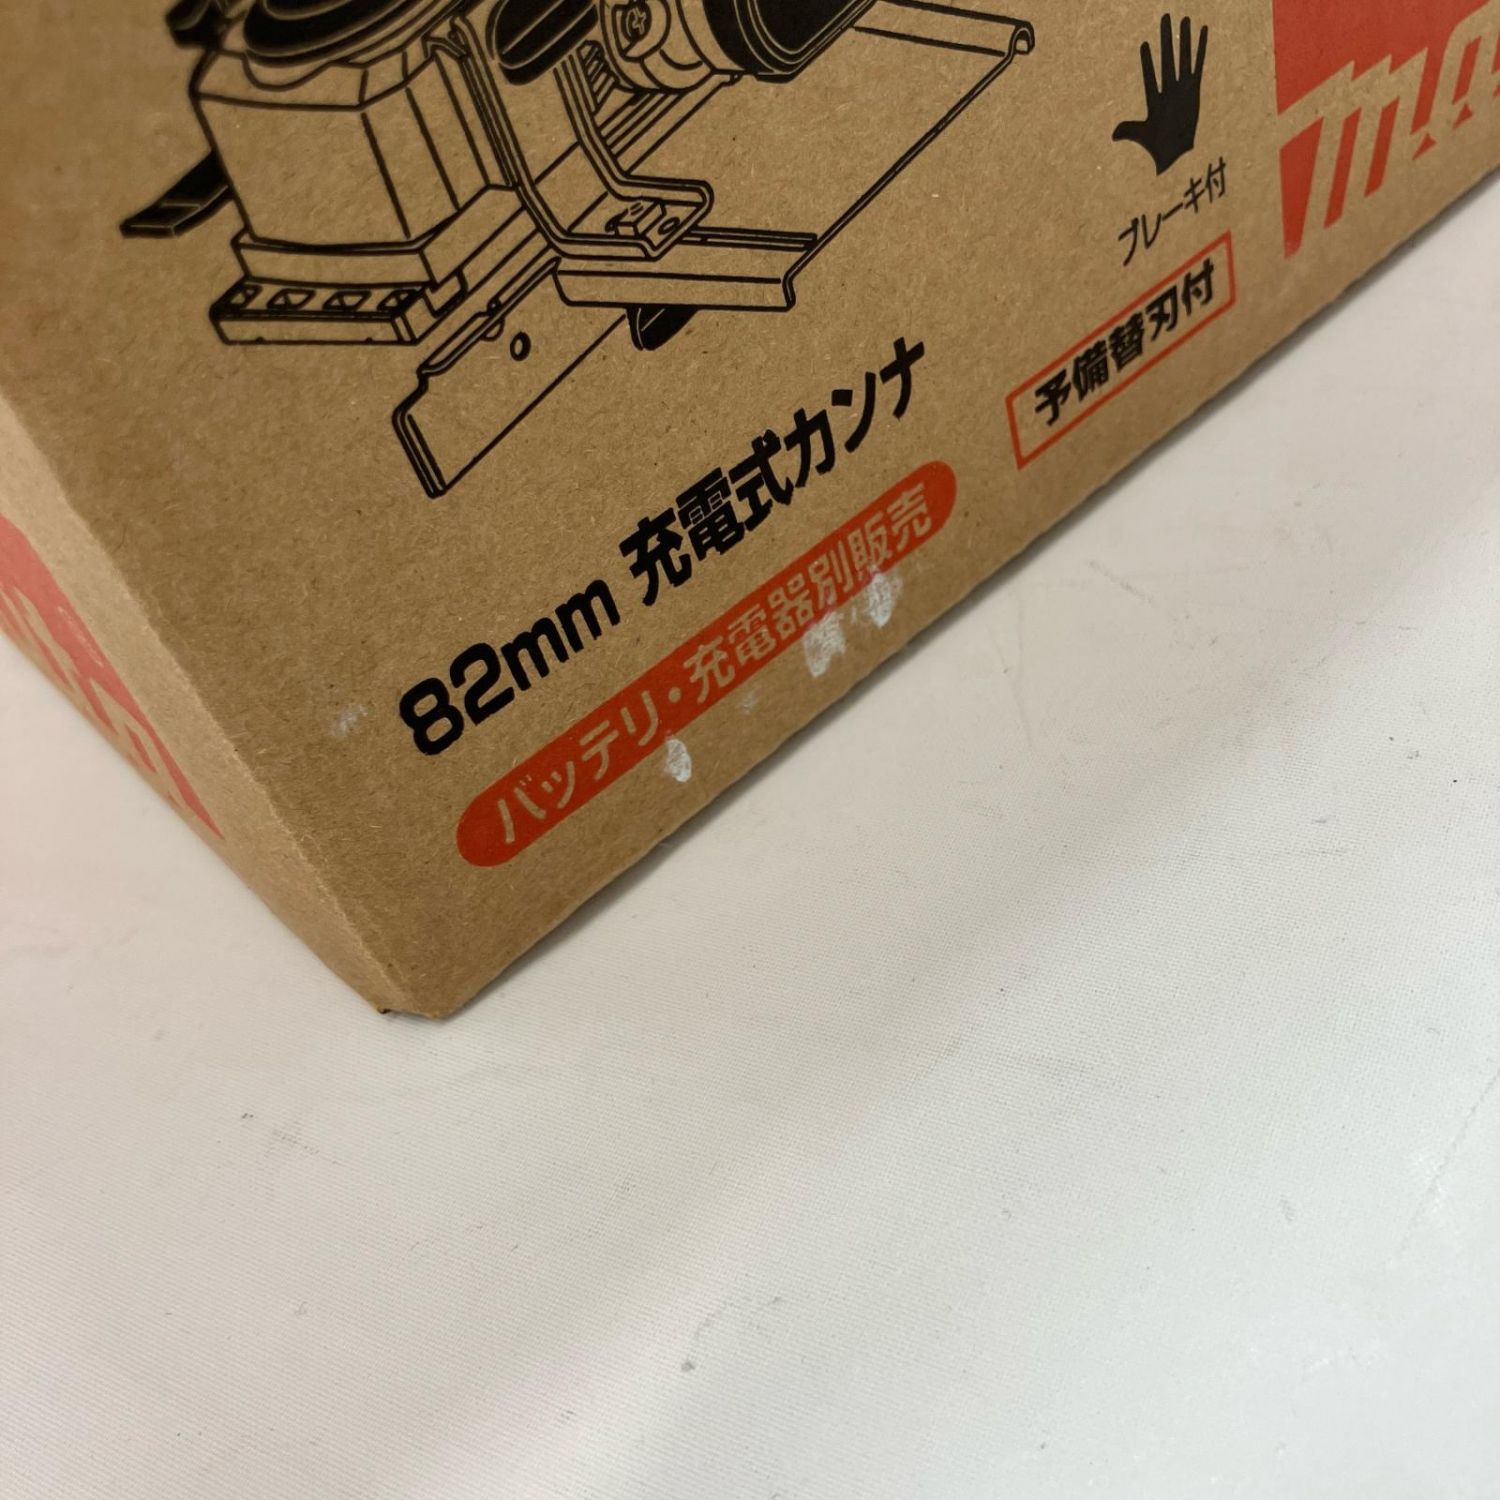 ブレーキ付
予備替刃付
82mm 充電式カンナ
バッテリ・充電器別販売